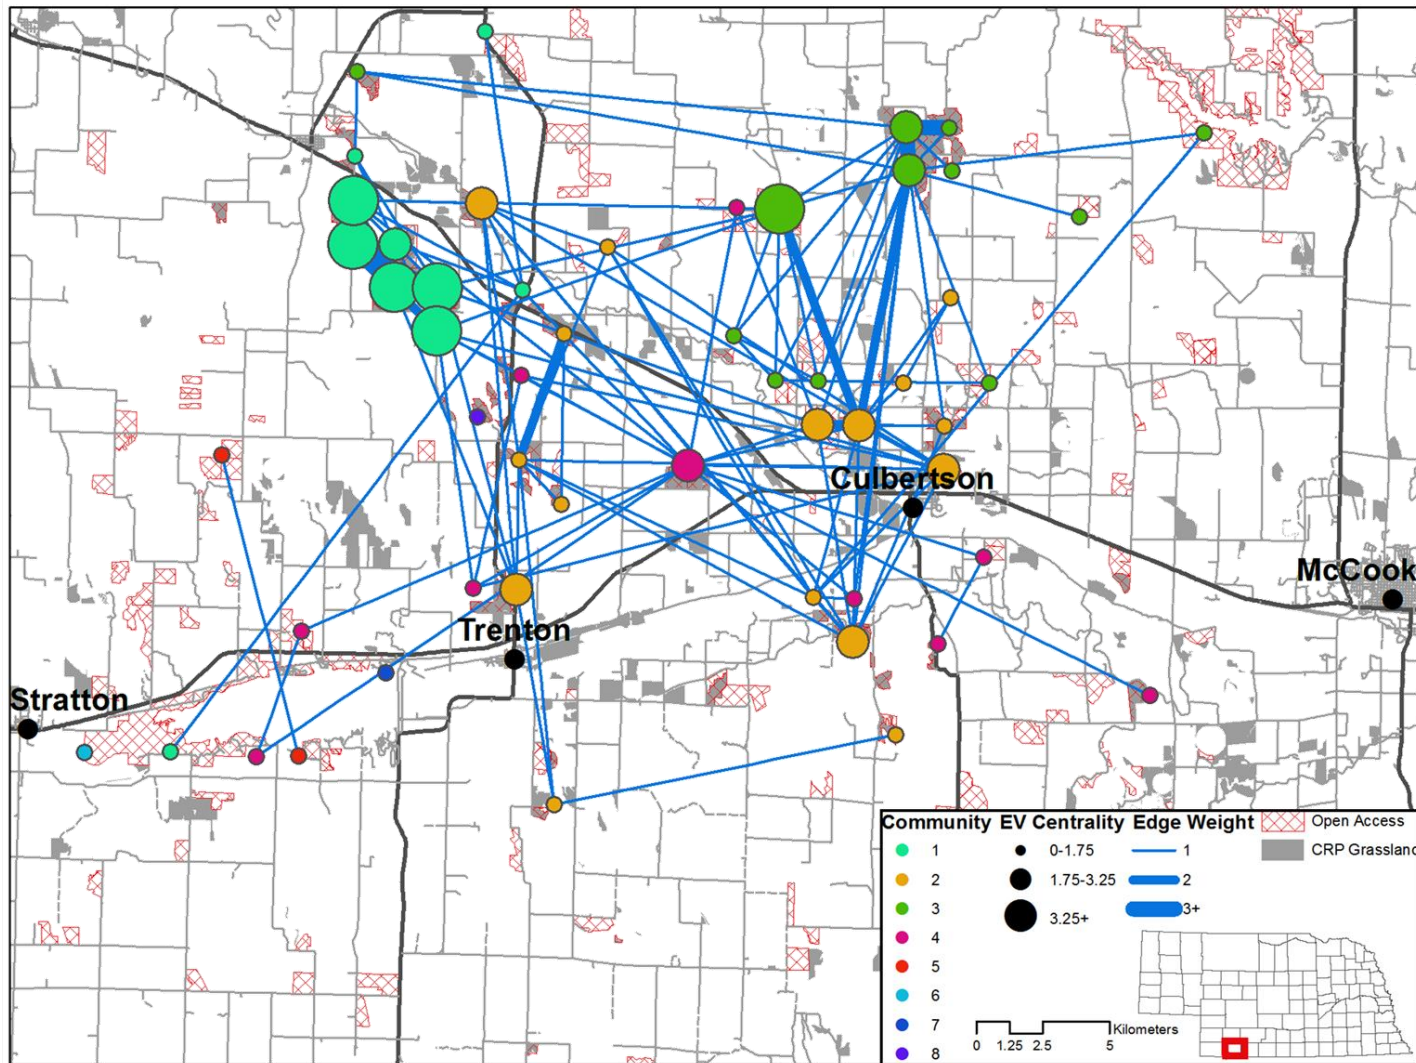 Culbertson
McCook
Trenton
Stratton
Community EV Centrality Edge Weight Open Access
1 0-1.75 1 CRP Grassland
2 1.75-3.25 2
3 3.25+ 3+
4
5
6
7
8
Kilometers
0 1.25 2.5 5